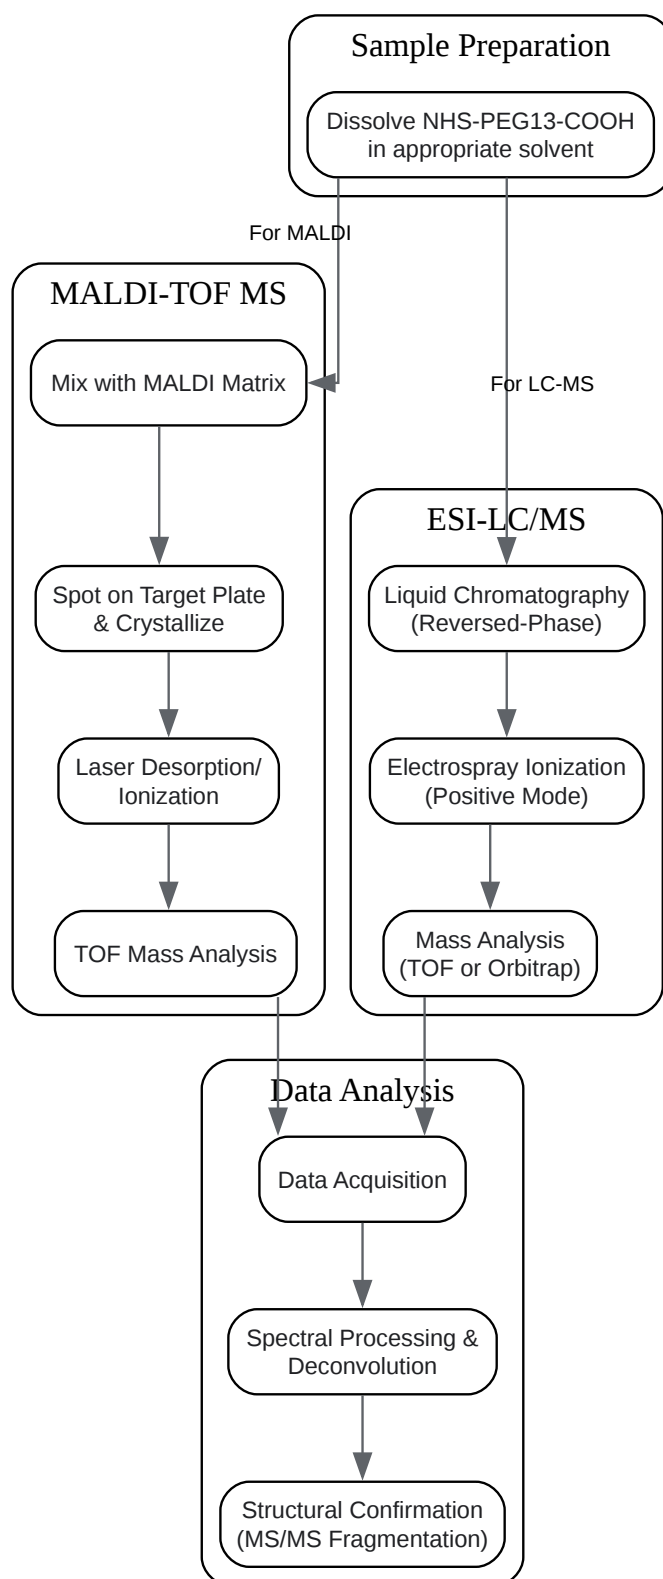 Sample Preparation
Dissolve NHS-PEG13-COOH
in appropriate solvent
For MALDI
MALDI-TOF MS
Mix with MALDI Matrix
For LC-MS
ESI-LC/MS
Spot on Target Plate
& Crystallize
Liquid Chromatography
(Reversed-Phase)
Laser Desorption/
Ionization
Electrospray Ionization
(Positive Mode)
TOF Mass Analysis
Mass Analysis
(TOF or Orbitrap)
Data Analysis
Data Acquisition
Spectral Processing &
Deconvolution
Structural Confirmation
(MS/MS Fragmentation)